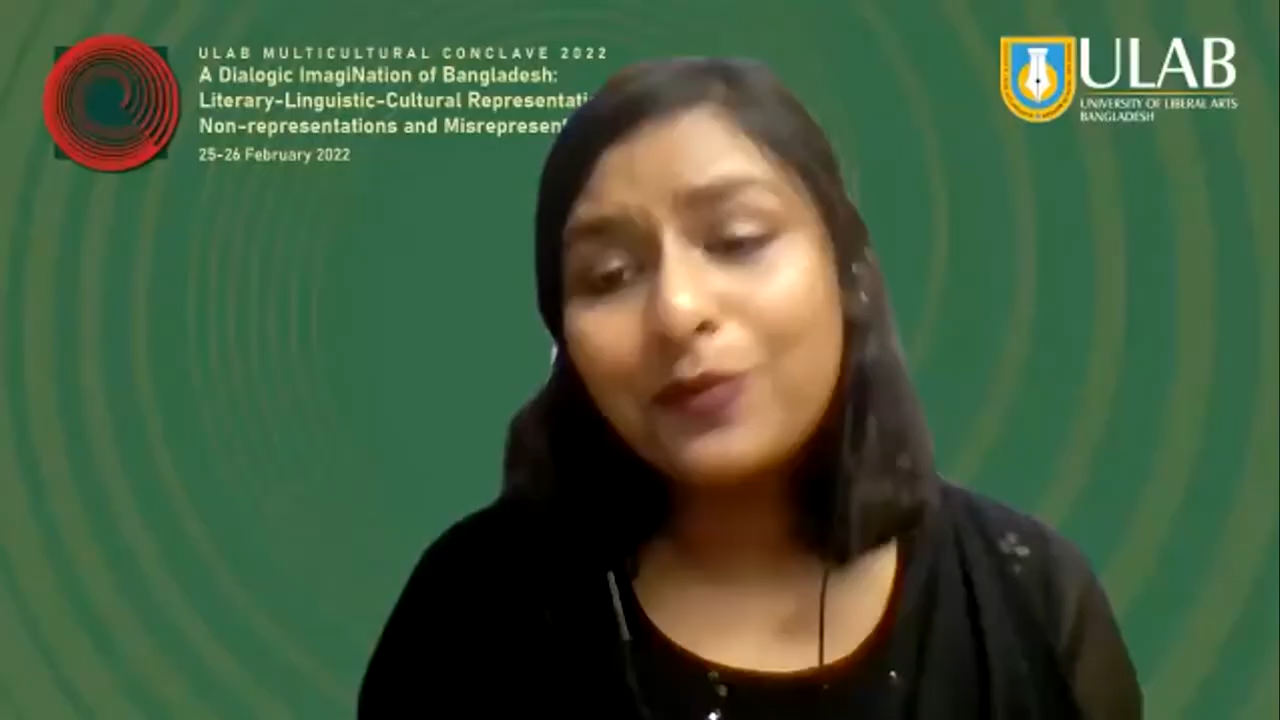 ULAB MULTICULTURAL CONCLAVE 2022
A Dialogic ImagiNation of Bangladesh:
Literary-Linguistic-Cultural Representati
Non-representations and Misrepresen
25-26 February 2022
ULAB
UNIVERSITY OF LIBERAL ARTS
BANGLADESH